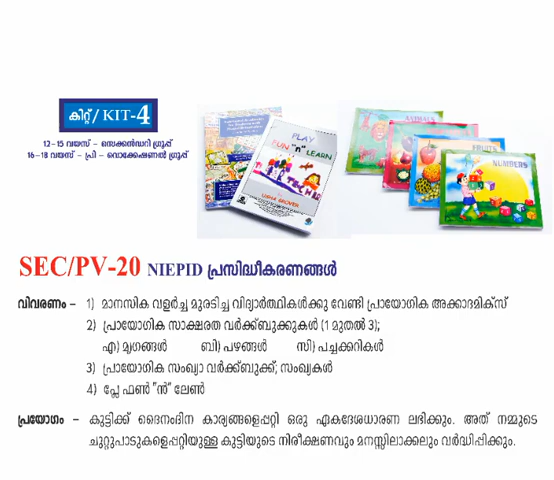 കിറ്റ്/ KIT-4
12-15 വയസ് – സെക്കൻഡറി ഗ്രൂപ്പ്
16-18 വയസ് – പ്രി – വൊക്കേഷണൽ ഗ്രൂപ്പ്
PLAY
FUN "n" LEARN
USHA GROVER
ANIMALS
FRUITS
NUMBERS
SEC/PV-20 NIEPID പ്രസിദ്ധീകരണങ്ങൾ
വിവരണം – 1) മാനസിക വളർച്ച മുരടിച്ച വിദ്യാർത്ഥികൾക്കു വേണ്ടി പ്രായോഗിക അക്കാദമിക്സ്
2) പ്രായോഗിക സാക്ഷരത വർക്ക്ബുക്കുകൾ (1 മുതൽ 3);
എ) മൃഗങ്ങൾ ബി) പഴങ്ങൾ സി) പച്ചക്കറികൾ
3) പ്രായോഗിക സംഖ്യാ വർക്ക്ബുക്ക്; സംഖ്യകൾ
4) പ്ലേ ഫൺ "ൻ" ലേൺ
പ്രയോഗം – കുട്ടിക്ക് ദൈനംദിന കാര്യങ്ങളെപ്പറ്റി ഒരു ഏകദേശധാരണ ലഭിക്കും. അത് നമ്മുടെ
ചുറ്റുപാടുകളെപ്പറ്റിയുള്ള കുട്ടിയുടെ നിരീക്ഷണവും മനസ്സിലാക്കലും വർദ്ധിപ്പിക്കും.